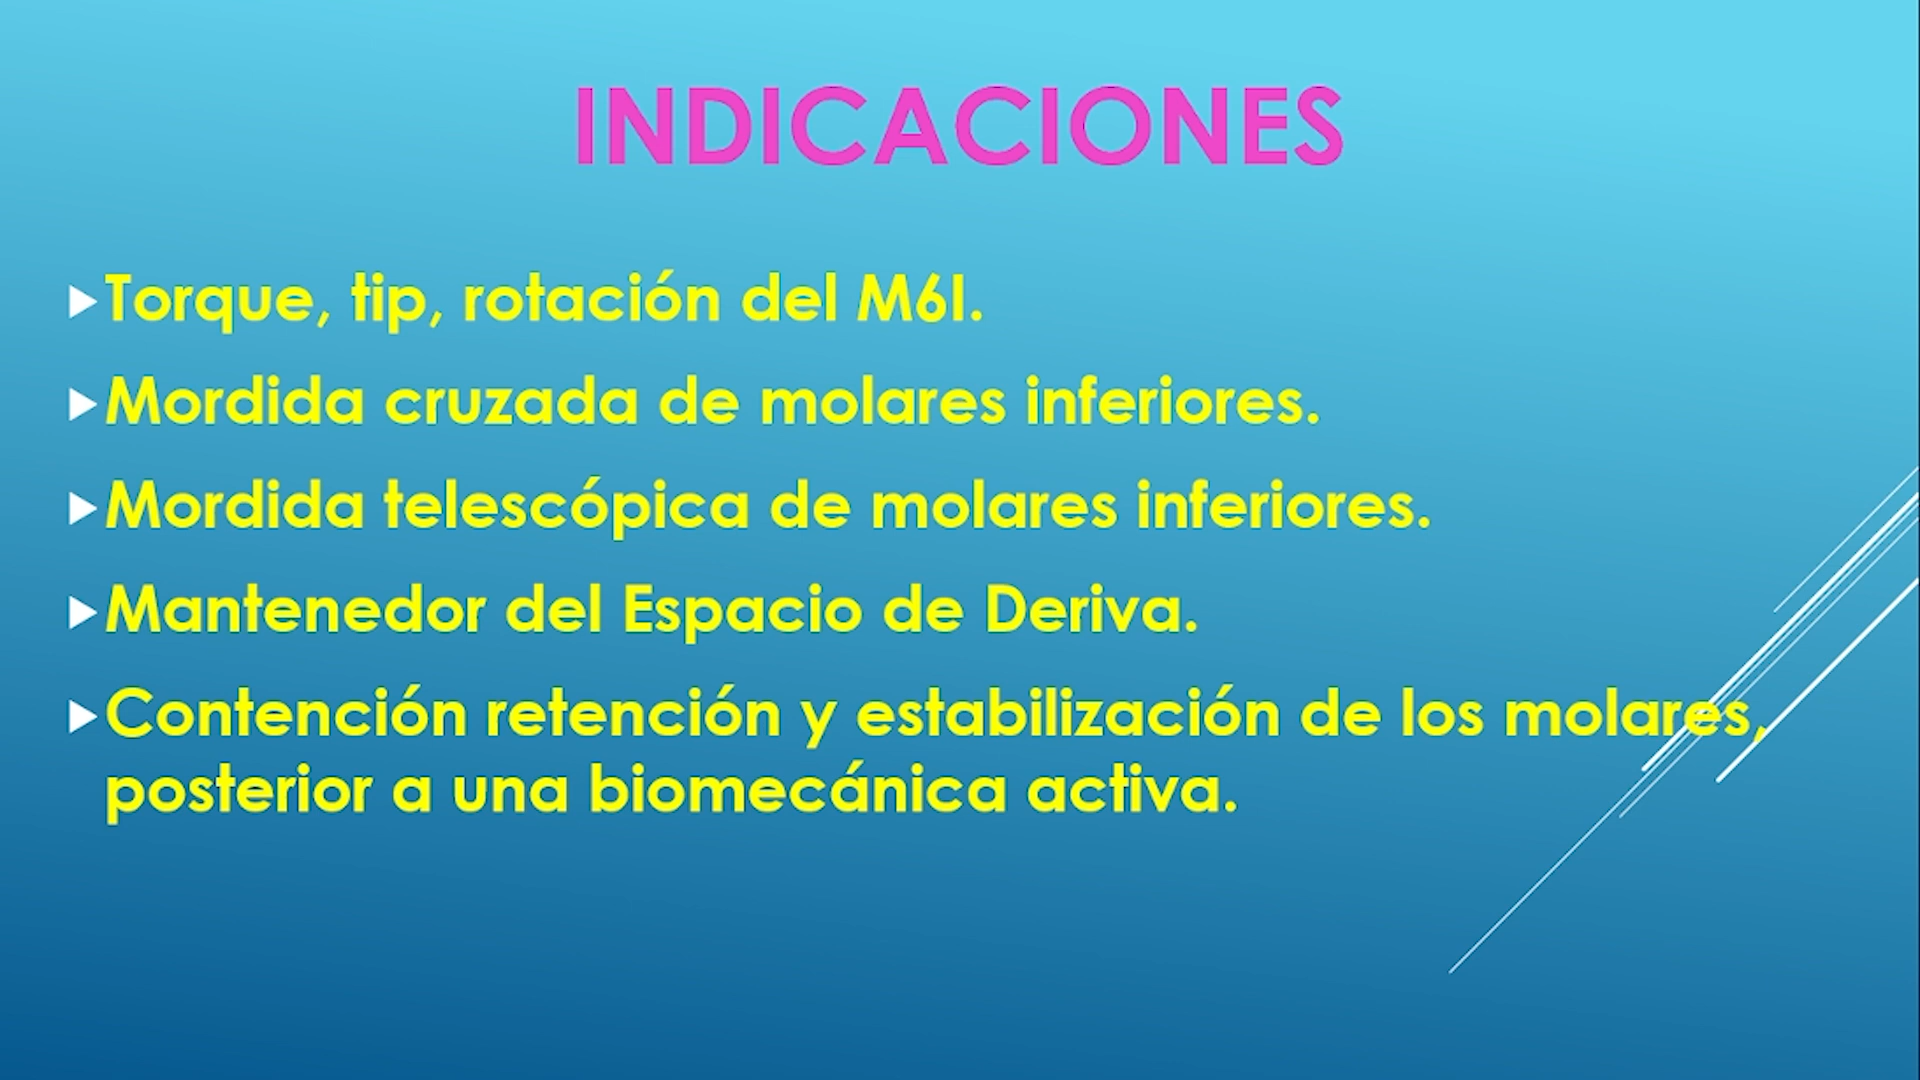 INDICACIONES
Torque, tip, rotación del M6I.
Mordida cruzada de molares inferiores.
Mordida telescópica de molares inferiores.
Mantenedor del Espacio de Deriva.
Contención retención y estabilización de los molares,
posterior a una biomecánica activa.